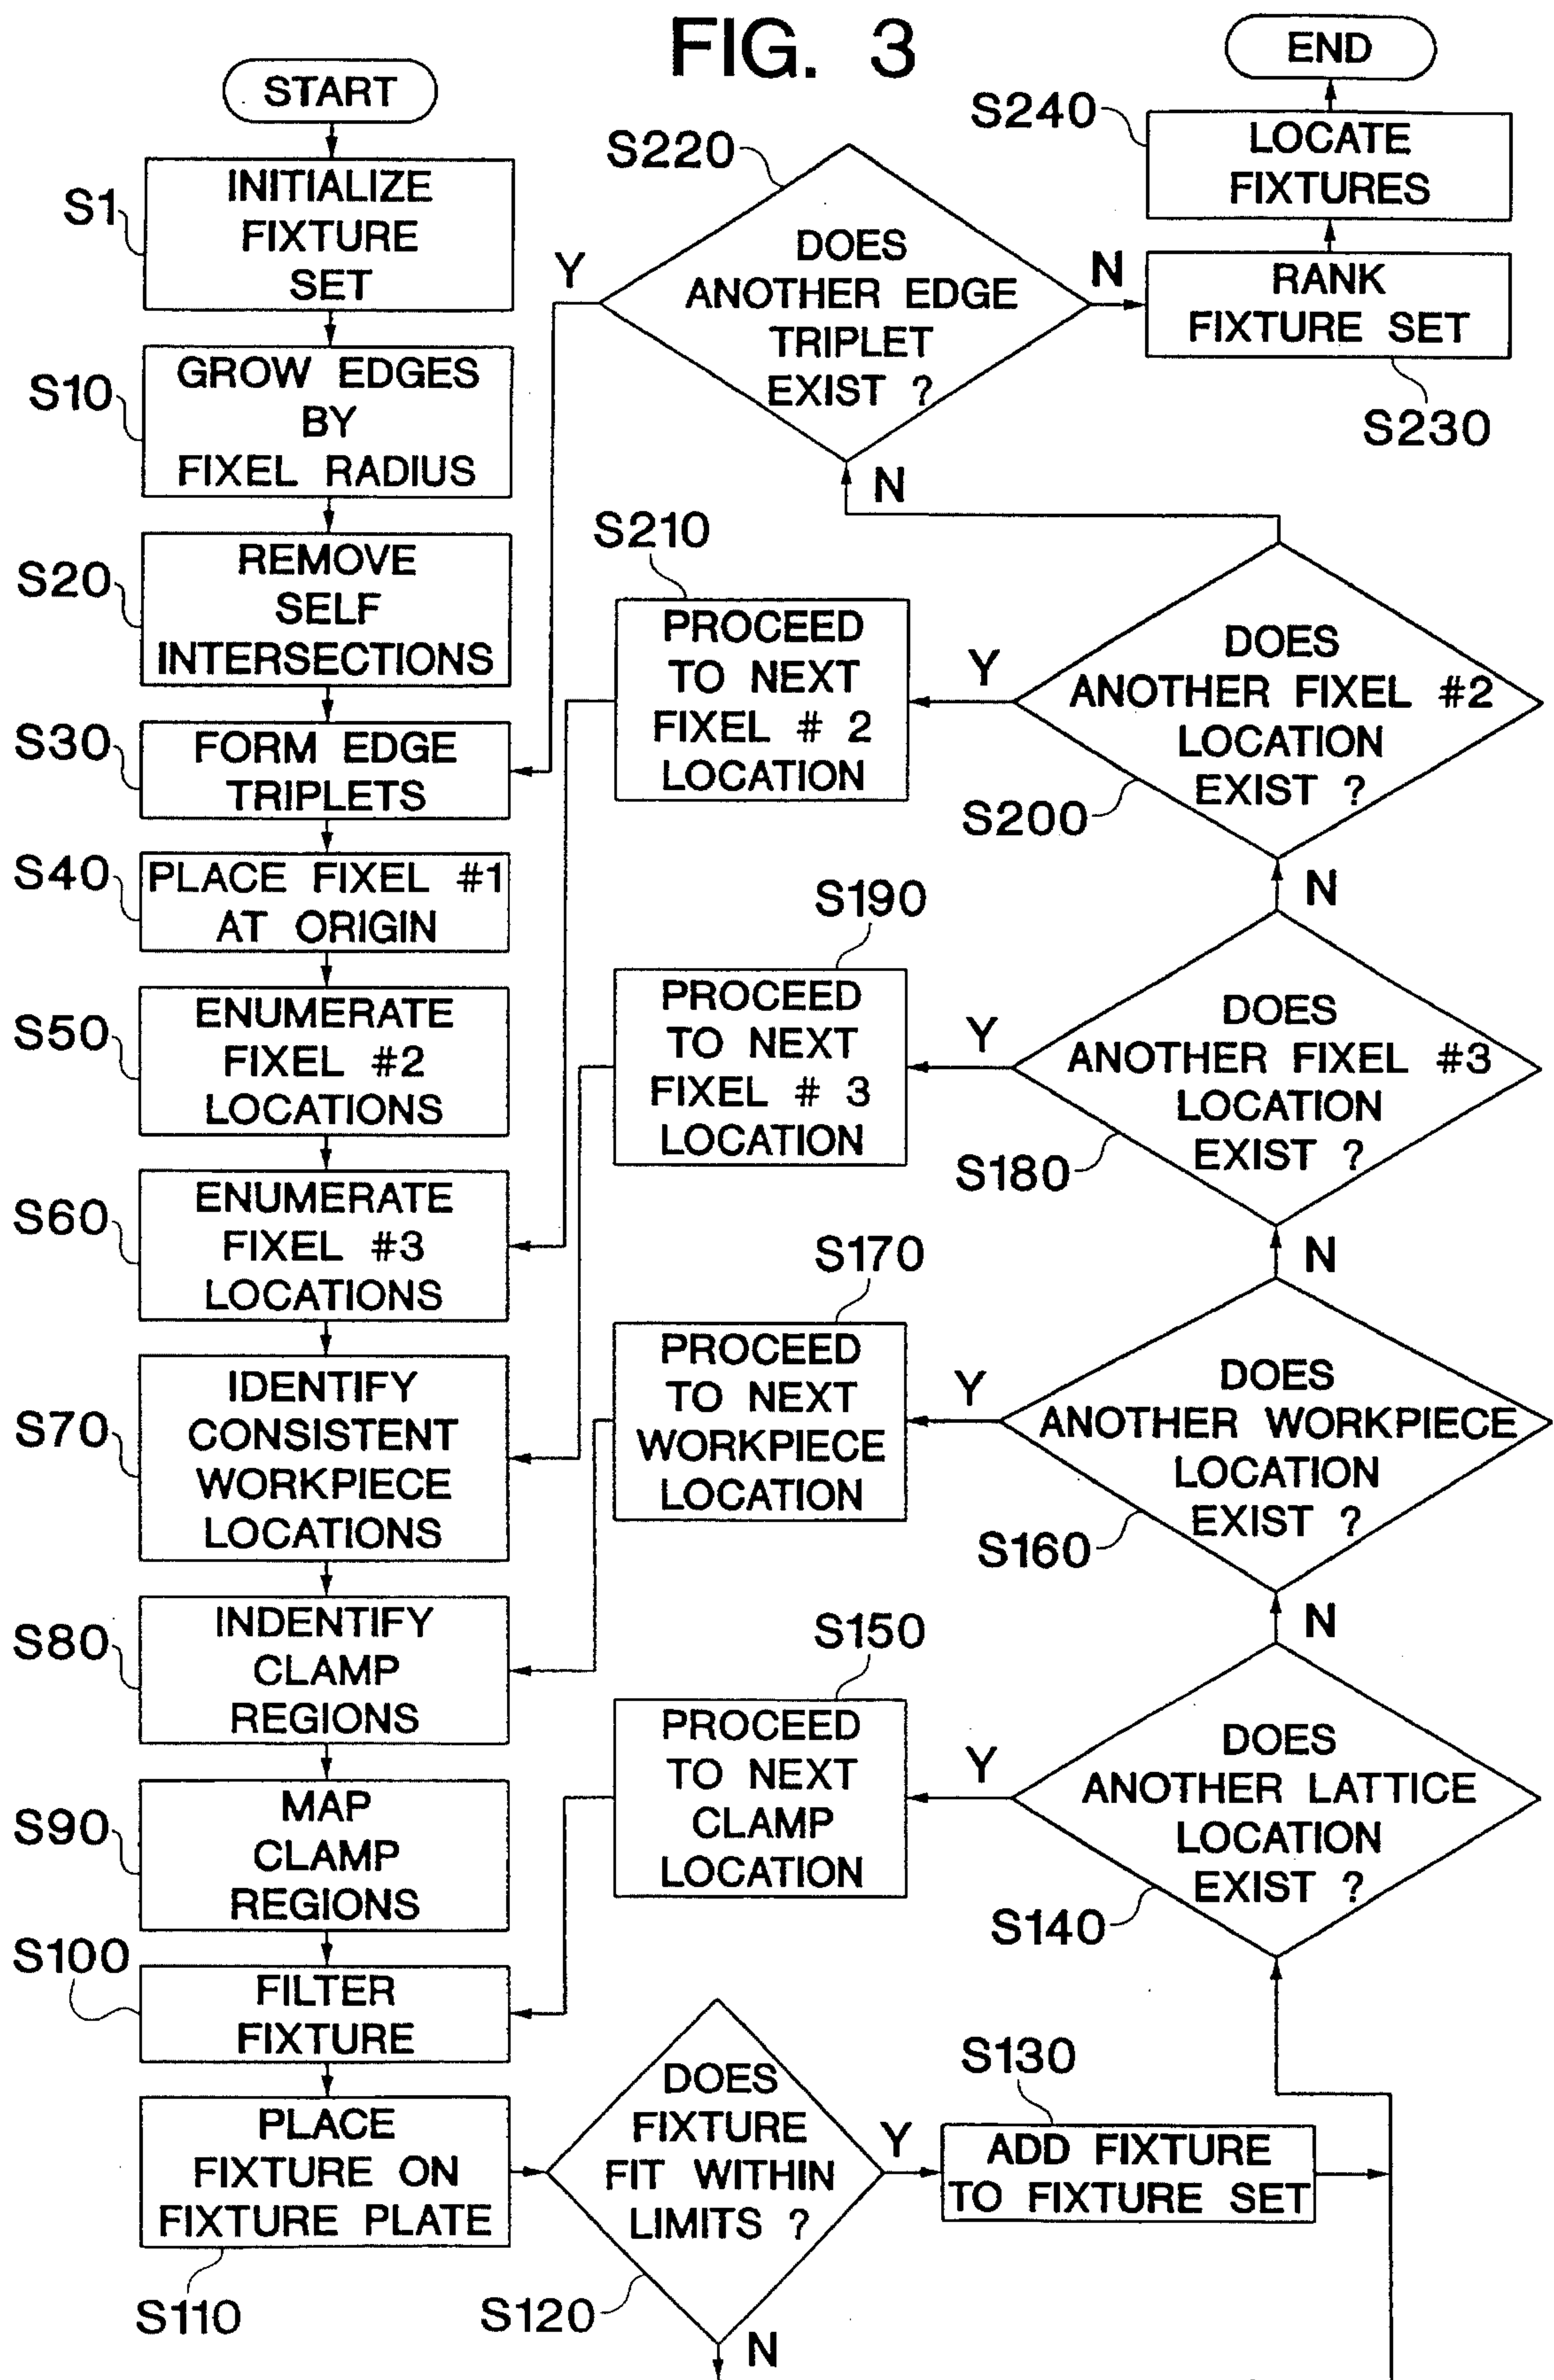 FIG. 3
START
S1
INITIALIZE
FIXTURE
SET
S10
GROW EDGES
BY
FIXEL RADIUS
S20
REMOVE
SELF
INTERSECTIONS
S30
FORM EDGE
TRIPLETS
S40
PLACE FIXEL #1
AT ORIGIN
S50
ENUMERATE
FIXEL #2
LOCATIONS
S60
ENUMERATE
FIXEL #3
LOCATIONS
S70
IDENTIFY
CONSISTENT
WORKPIECE
LOCATIONS
S80
INDENTIFY
CLAMP
REGIONS
S90
MAP
CLAMP
REGIONS
S100
FILTER
FIXTURE
PLACE
FIXTURE ON
FIXTURE PLATE
S110
DOES
FIXTURE
FIT WITHIN
LIMITS ?
S120
Y
N
S130
ADD FIXTURE
TO FIXTURE SET
DOES
ANOTHER LATTICE
LOCATION
EXIST ?
S140
Y
N
S150
PROCEED
TO NEXT
CLAMP
LOCATION
DOES
ANOTHER WORKPIECE
LOCATION
EXIST ?
S160
Y
N
S170
PROCEED
TO NEXT
WORKPIECE
LOCATION
DOES
ANOTHER FIXEL #3
LOCATION
EXIST ?
S180
Y
N
S190
PROCEED
TO NEXT
FIXEL # 3
LOCATION
DOES
ANOTHER FIXEL #2
LOCATION
EXIST ?
S200
Y
N
S210
PROCEED
TO NEXT
FIXEL # 2
LOCATION
S220
DOES
ANOTHER EDGE
TRIPLET
EXIST ?
Y
N
RANK
FIXTURE SET
S230
S240
LOCATE
FIXTURES
END